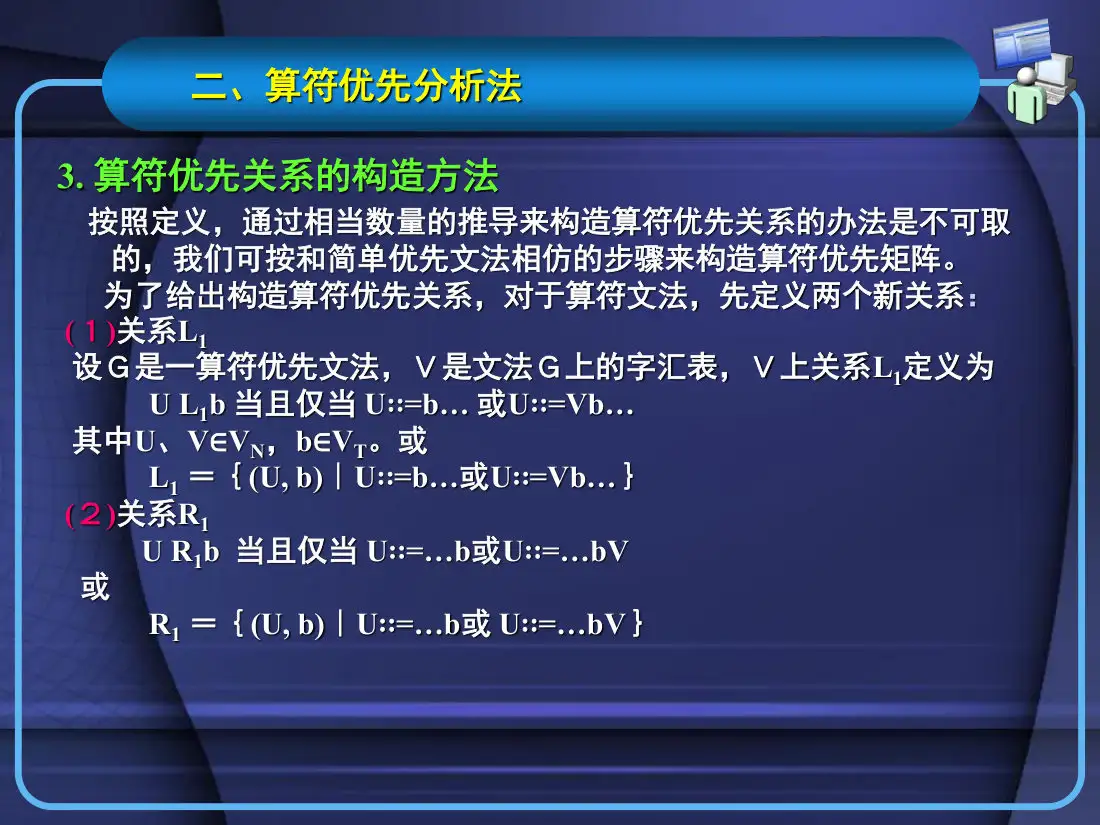 二、算符优先分析法
3. 算符优先关系的构造方法
按照定义，通过相当数量的推导来构造算符优先关系的办法是不可取
的，我们可按和简单优先文法相仿的步骤来构造算符优先矩阵。
为了给出构造算符优先关系，对于算符文法，先定义两个新关系：
(１)关系L₁
设Ｇ是一算符优先文法，Ｖ是文法Ｇ上的字汇表，Ｖ上关系L₁定义为
U L₁b 当且仅当 U∷=b… 或U∷=Vb…
其中U、V∈V_N，b∈V_T。或
L₁ ＝｛(U, b)｜U∷=b…或U∷=Vb…｝
(２)关系R₁
U R₁b 当且仅当 U∷=…b或U∷=…bV
或
R₁ ＝｛(U, b)｜U∷=…b或 U∷=…bV｝